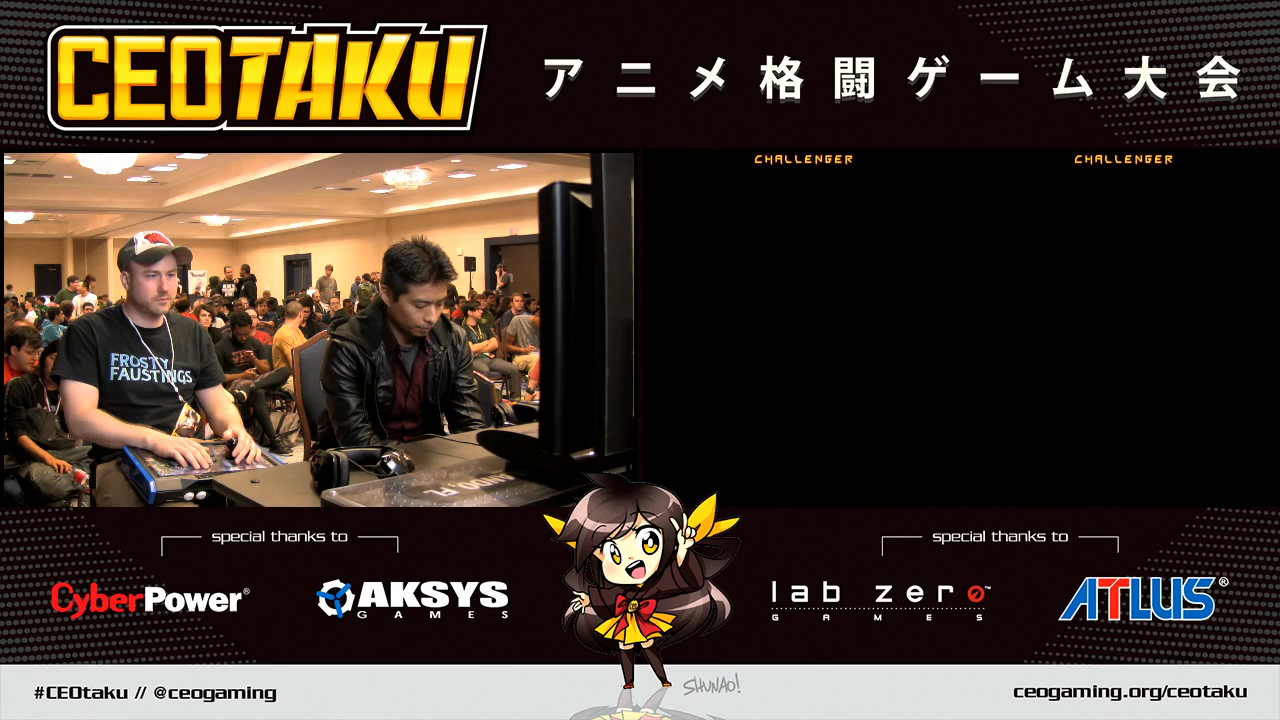 CEOTAKU
アニメ格闘ゲーム大会
CHALLENGER
CHALLENGER
FROSTY
FAUSTINGS
special thanks to
special thanks to
CyberPower®
AKSYS
GAMES
lab zero™
GAMES
ATLUS®
SHUNAO!
#CEOtaku // @ceogaming
ceogaming.org/ceotaku